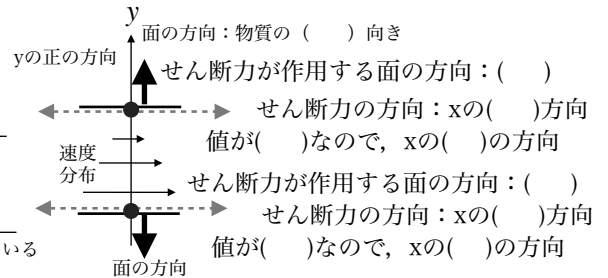 y
面の方向：物質の（　　）向き
yの正の方向
せん断力が作用する面の方向：(　　)
せん断力の方向：xの(　　)方向
値が(　　)なので，xの(　　)の方向
速度
分布
せん断力が作用する面の方向：(　　)
せん断力の方向：xの(　　)方向
いる
値が(　　)なので，xの(　　)の方向
面の方向